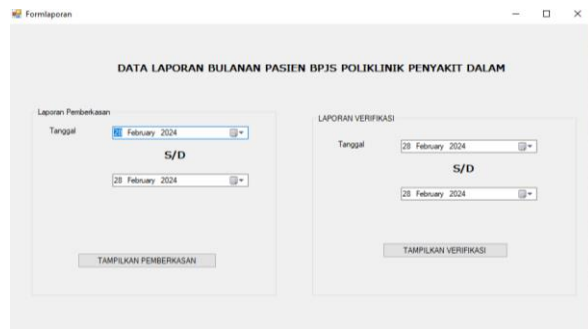 Formlaporan
DATA LAPORAN BULANAN PASIEN BPJS POLIKLINIK PENYAKIT DALAM
Laporan Pemberkasan
Tanggal 28 February 2024
S/D
28 February 2024
TAMPILKAN PEMBERKASAN
LAPORAN VERIFIKASI
Tanggal 28 February 2024
S/D
28 February 2024
TAMPILKAN VERIFIKASI